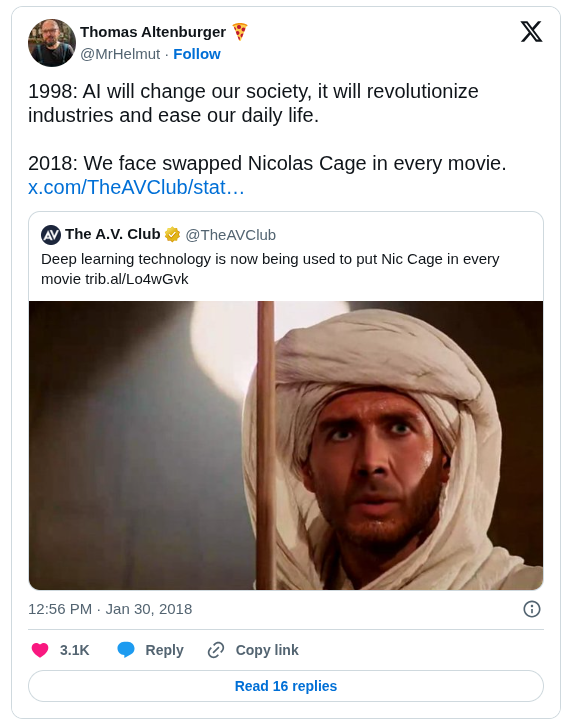 Thomas Altenburger 🍕
@MrHelmut · Follow
1998: AI will change our society, it will revolutionize
industries and ease our daily life.
2018: We face swapped Nicolas Cage in every movie.
x.com/TheAVClub/stat…
AV The A.V. Club @TheAVClub
Deep learning technology is now being used to put Nic Cage in every
movie trib.al/Lo4wGvk
12:56 PM · Jan 30, 2018
3.1K Reply Copy link
Read 16 replies